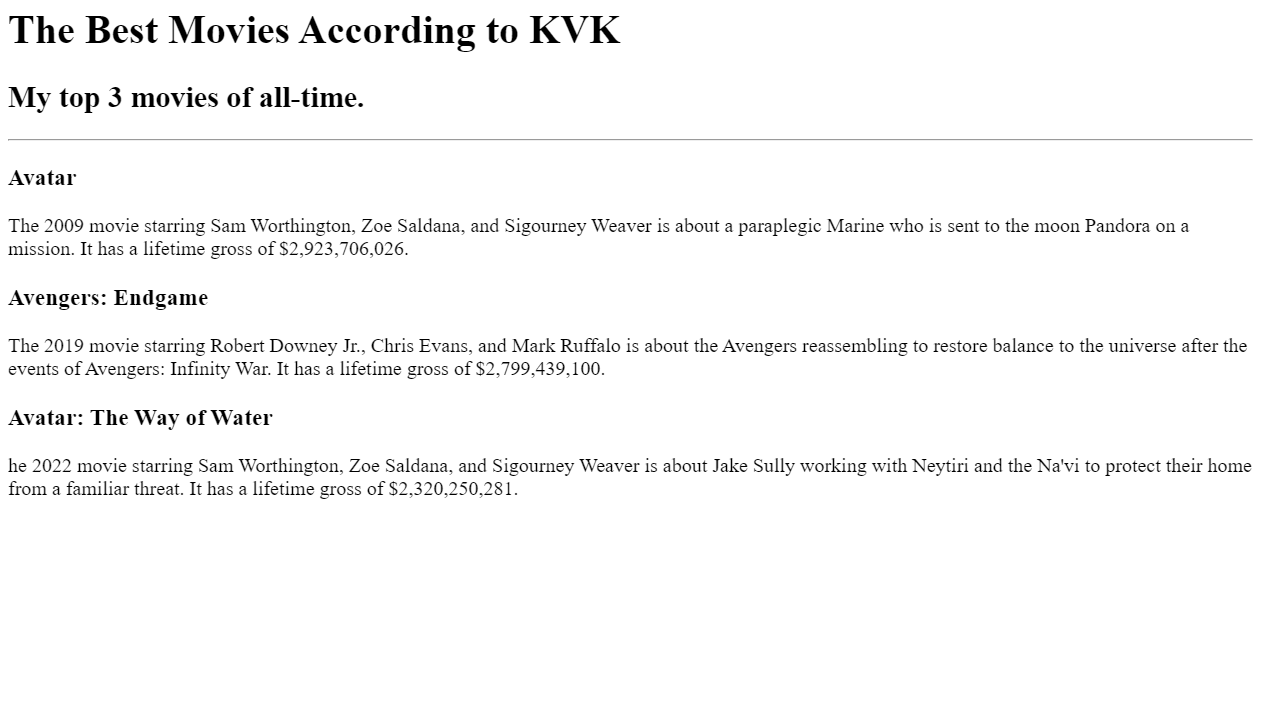 The Best Movies According to KVK
My top 3 movies of all-time.
Avatar
The 2009 movie starring Sam Worthington, Zoe Saldana, and Sigourney Weaver is about a paraplegic Marine who is sent to the moon Pandora on a
mission. It has a lifetime gross of $2,923,706,026.
Avengers: Endgame
The 2019 movie starring Robert Downey Jr., Chris Evans, and Mark Ruffalo is about the Avengers reassembling to restore balance to the universe after the
events of Avengers: Infinity War. It has a lifetime gross of $2,799,439,100.
Avatar: The Way of Water
he 2022 movie starring Sam Worthington, Zoe Saldana, and Sigourney Weaver is about Jake Sully working with Neytiri and the Na'vi to protect their home
from a familiar threat. It has a lifetime gross of $2,320,250,281.